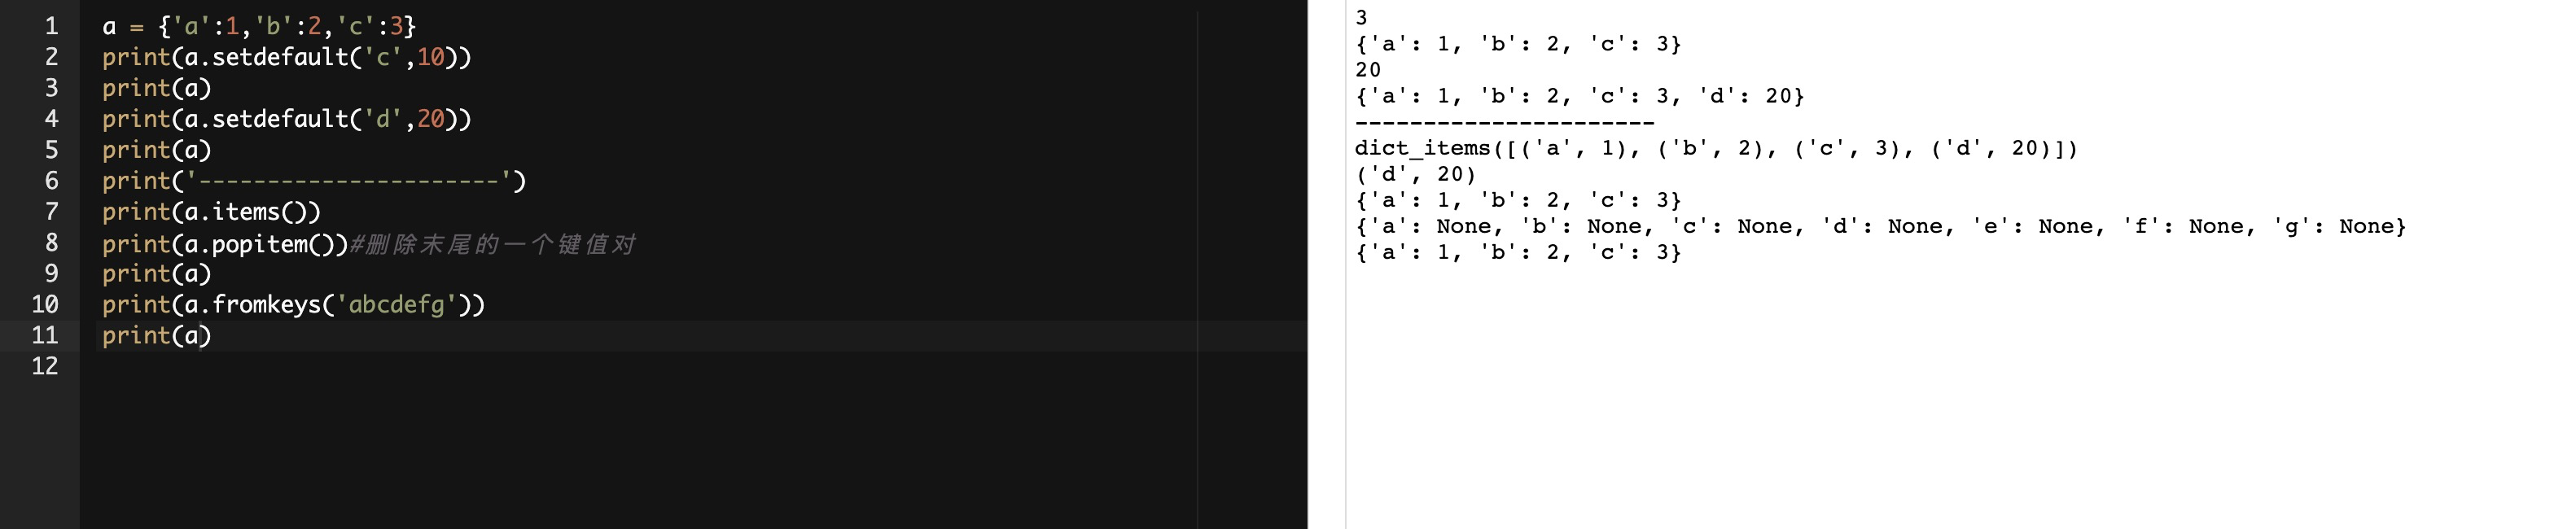 1 a = {'a':1,'b':2,'c':3}
2 print(a.setdefault('c',10))
3 print(a)
4 print(a.setdefault('d',20))
5 print(a)
6 print('----------------------')
7 print(a.items())
8 print(a.popitem())#删除末尾的一个键值对
9 print(a)
10 print(a.fromkeys('abcdefg'))
11 print(a)
12
3
{'a': 1, 'b': 2, 'c': 3}
20
{'a': 1, 'b': 2, 'c': 3, 'd': 20}
----------------------
dict_items([('a', 1), ('b', 2), ('c', 3), ('d', 20)])
('d', 20)
{'a': 1, 'b': 2, 'c': 3}
{'a': None, 'b': None, 'c': None, 'd': None, 'e': None, 'f': None, 'g': None}
{'a': 1, 'b': 2, 'c': 3}